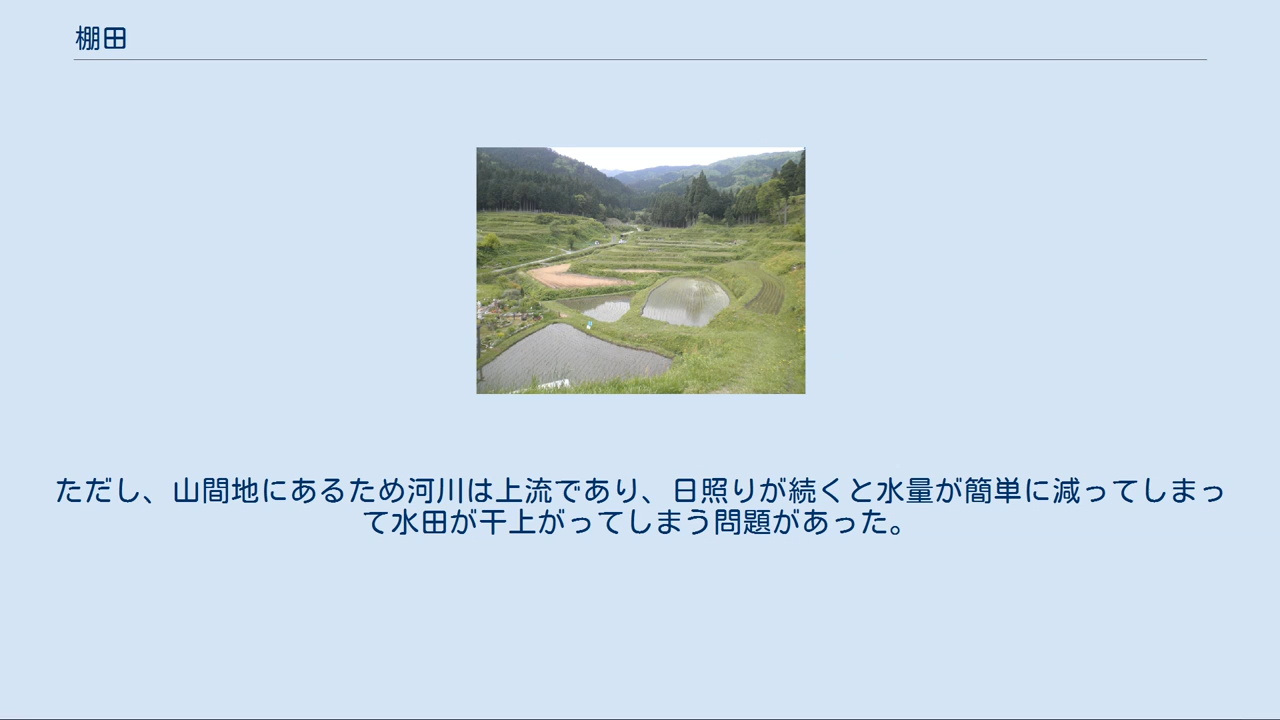 棚田
ただし、山間地にあるため河川は上流であり、日照りが続くと水量が簡単に減ってしまっ
て水田が干上がってしまう問題があった。